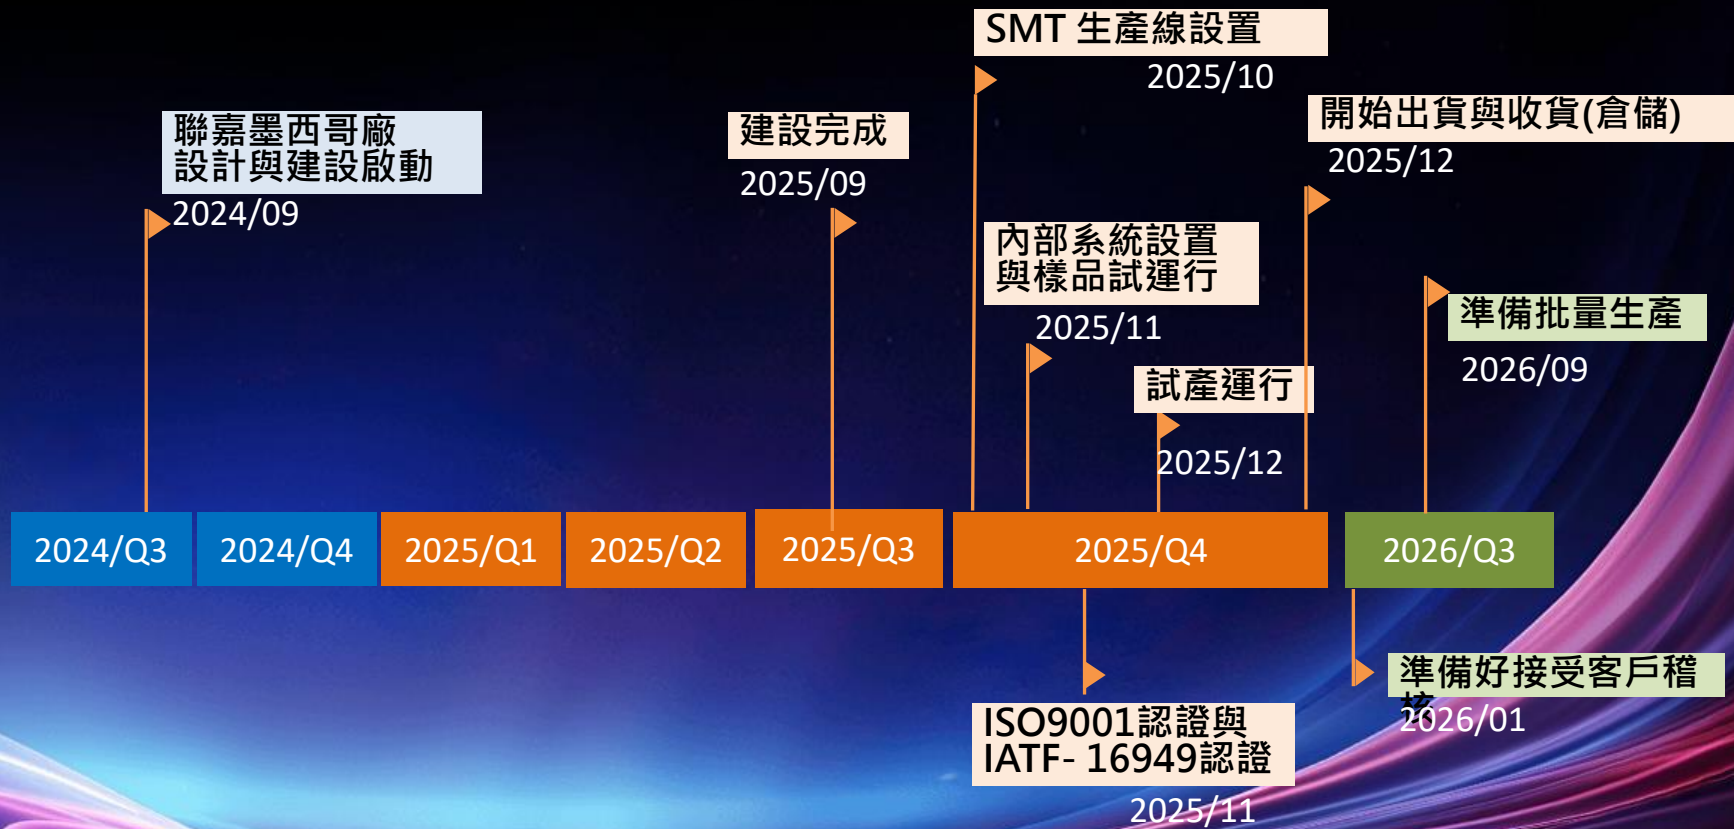 SMT 生產線設置
2025/10
聯嘉墨西哥廠
設計與建設啟動
2024/09
建設完成
2025/09
開始出貨與收貨(倉儲)
2025/12
內部系統設置
與樣品試運行
2025/11
試產運行
2025/12
準備批量生產
2026/09
2024/Q3
2024/Q4
2025/Q1
2025/Q2
2025/Q3
2025/Q4
2026/Q3
ISO9001認證與
IATF- 16949認證
2025/11
準備好接受客戶稽
核
2026/01